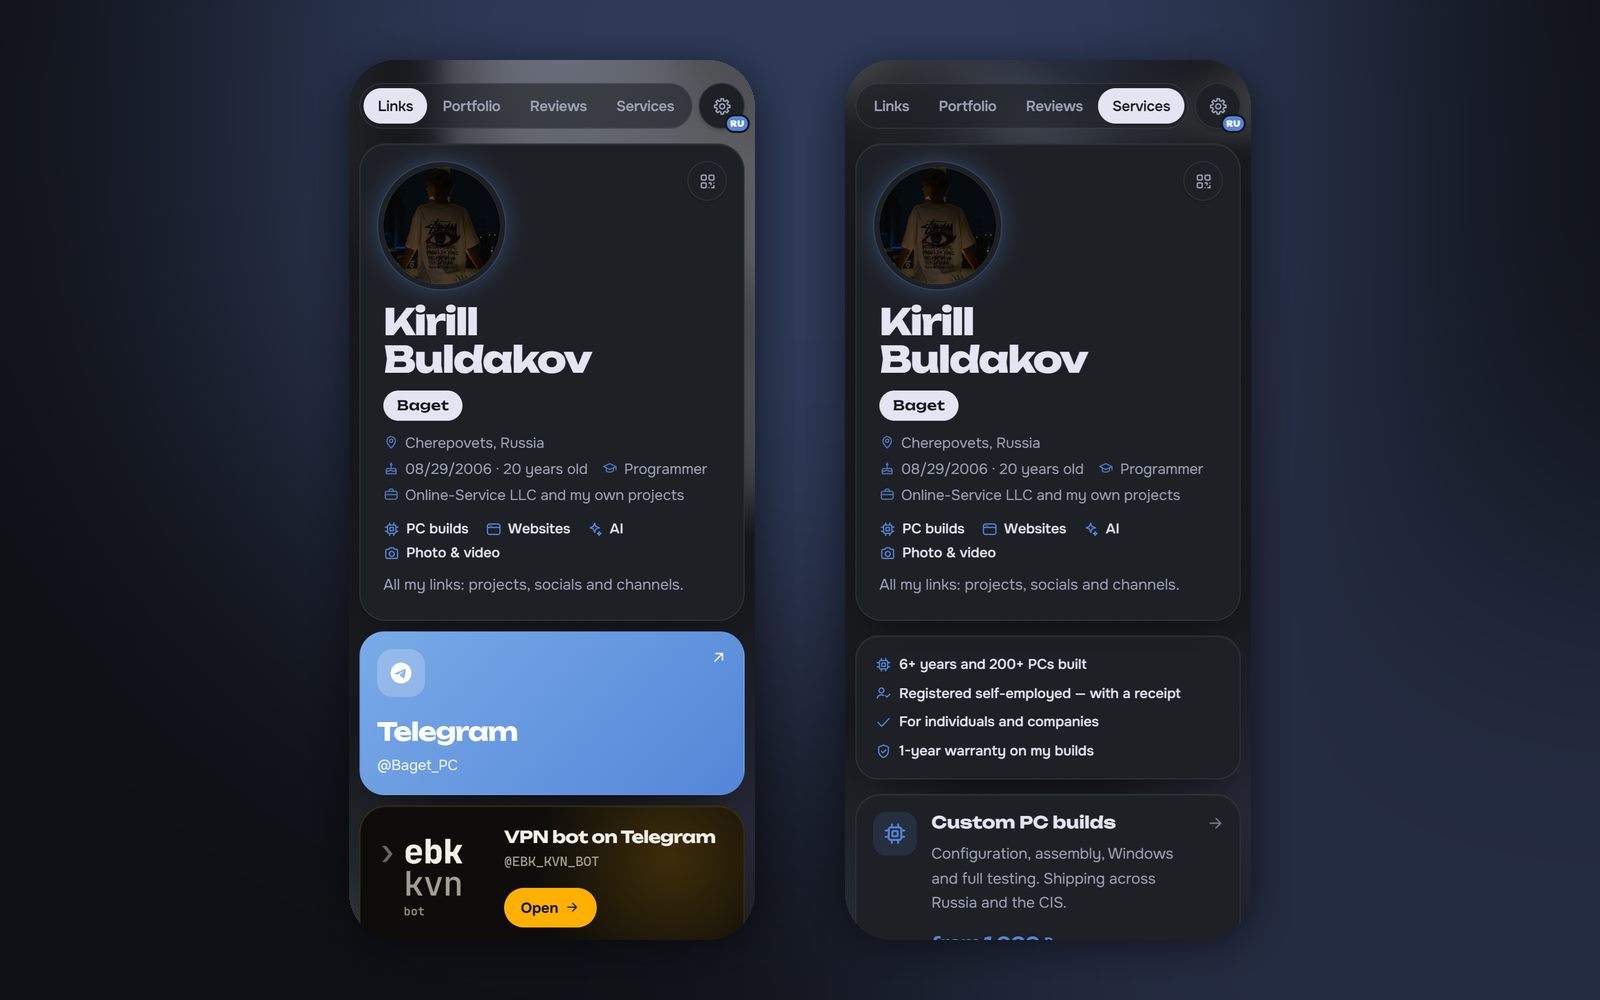 Links Portfolio Reviews Services
RU
Kirill
Buldakov
Baget
Cherepovets, Russia
08/29/2006 · 20 years old Programmer
Online-Service LLC and my own projects
PC builds Websites AI
Photo & video
All my links: projects, socials and channels.
Telegram
@Baget_PC
› ebk
kvn
bot
VPN bot on Telegram
@EBK_KVN_BOT
Open →
Links Portfolio Reviews Services
RU
Kirill
Buldakov
Baget
Cherepovets, Russia
08/29/2006 · 20 years old Programmer
Online-Service LLC and my own projects
PC builds Websites AI
Photo & video
All my links: projects, socials and channels.
6+ years and 200+ PCs built
Registered self-employed — with a receipt
For individuals and companies
1-year warranty on my builds
Custom PC builds
Configuration, assembly, Windows
and full testing. Shipping across
Russia and the CIS.